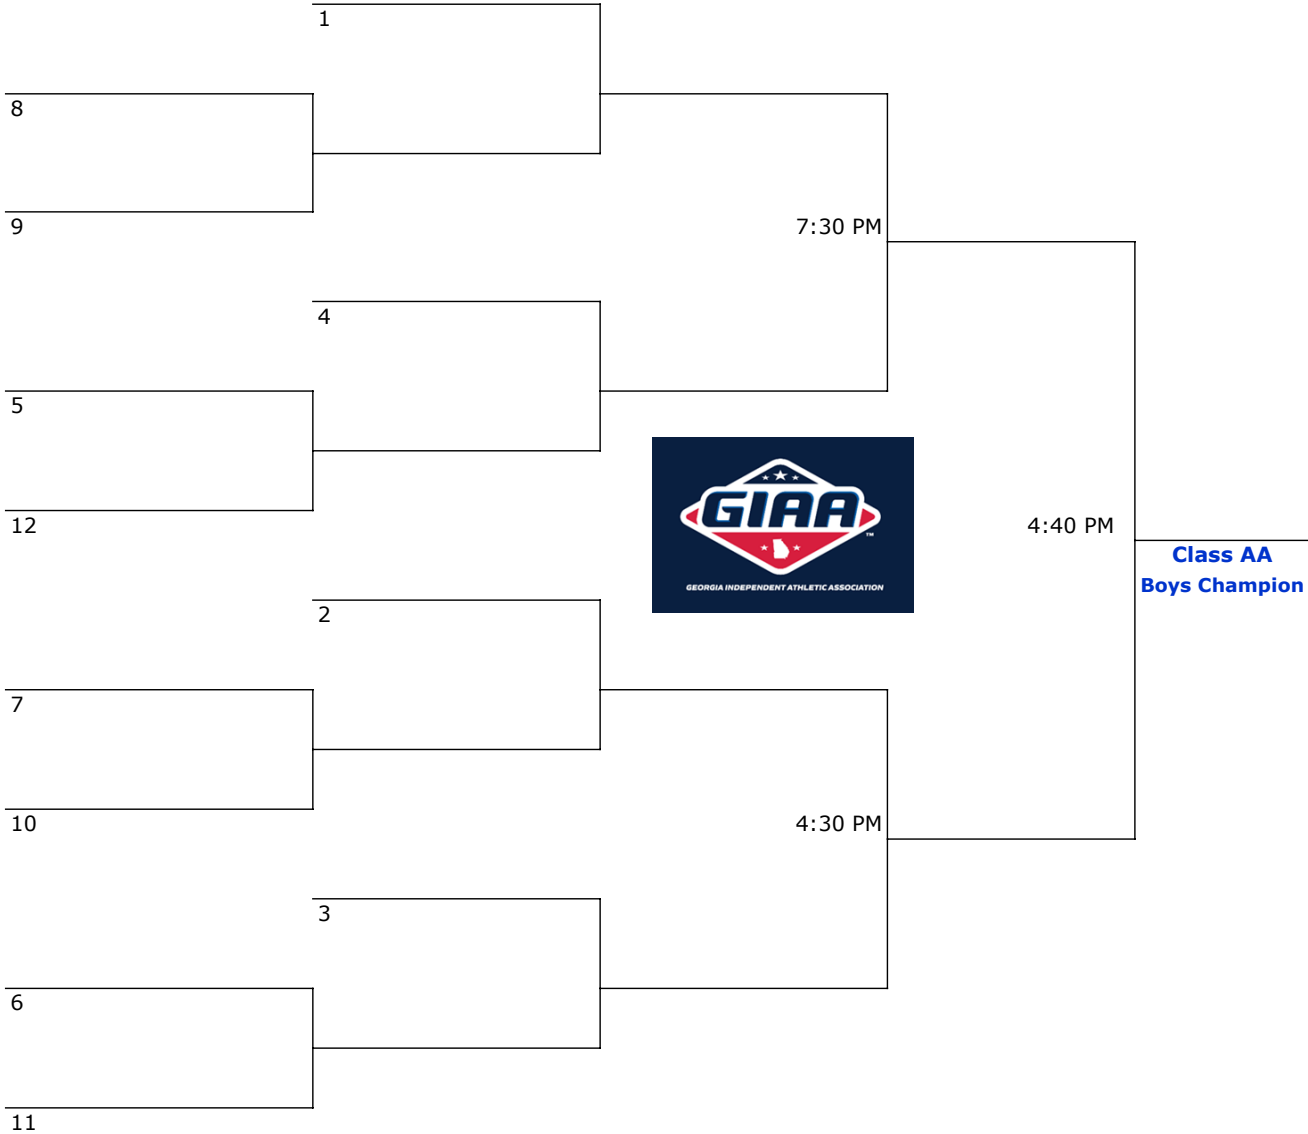 1
8
9
7:30 PM
4
5
12
GIAA
TM
GEORGIA INDEPENDENT ATHLETIC ASSOCIATION
4:40 PM
Class AA
Boys Champion
2
7
10
4:30 PM
3
6
11